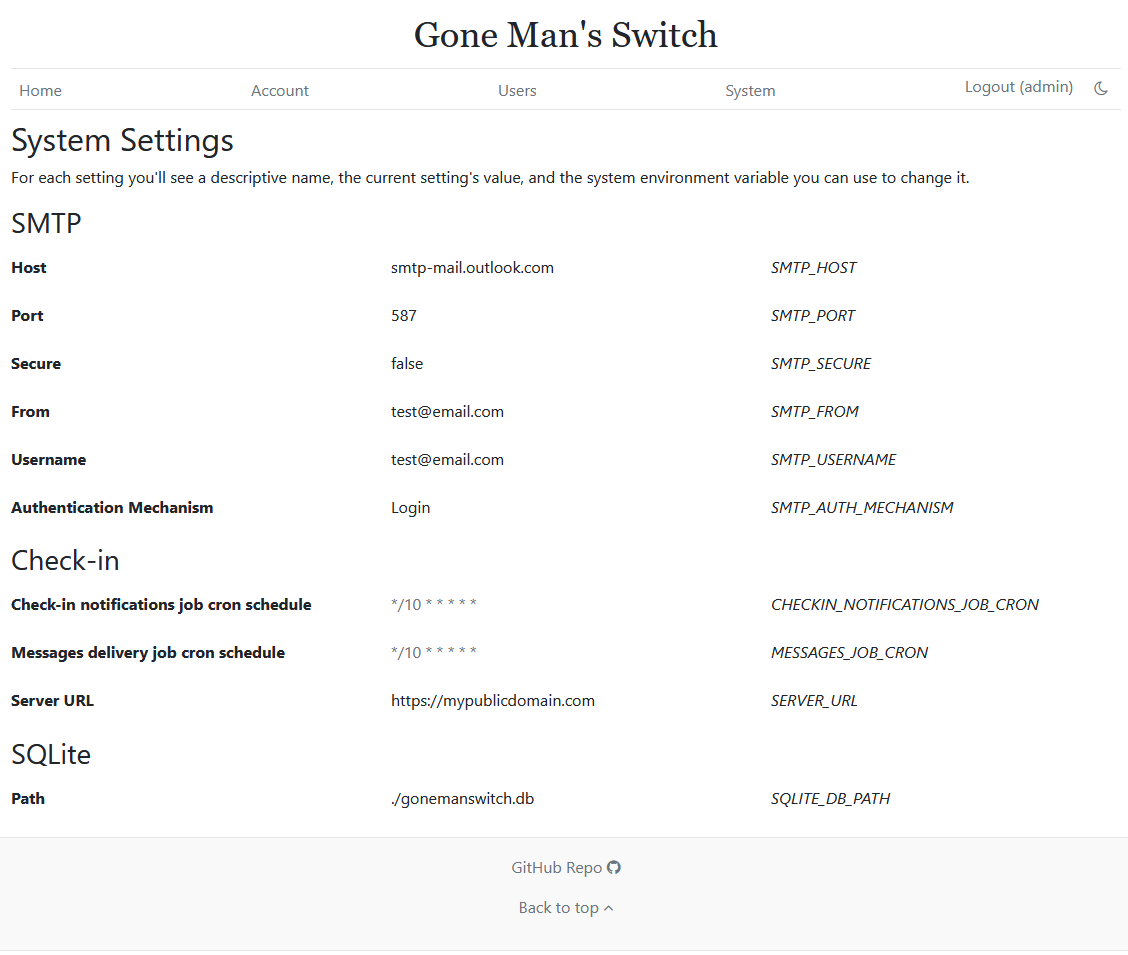 Gone Man's Switch
Home Account Users System Logout (admin)
System Settings
For each setting you'll see a descriptive name, the current setting's value, and the system environment variable you can use to change it.
SMTP
Host smtp-mail.outlook.com SMTP_HOST
Port 587 SMTP_PORT
Secure false SMTP_SECURE
From test@email.com SMTP_FROM
Username test@email.com SMTP_USERNAME
Authentication Mechanism Login SMTP_AUTH_MECHANISM
Check-in
Check-in notifications job cron schedule */10 * * * * * CHECKIN_NOTIFICATIONS_JOB_CRON
Messages delivery job cron schedule */10 * * * * * MESSAGES_JOB_CRON
Server URL https://mypublicdomain.com SERVER_URL
SQLite
Path ./gonemanswitch.db SQLITE_DB_PATH
GitHub Repo
Back to top